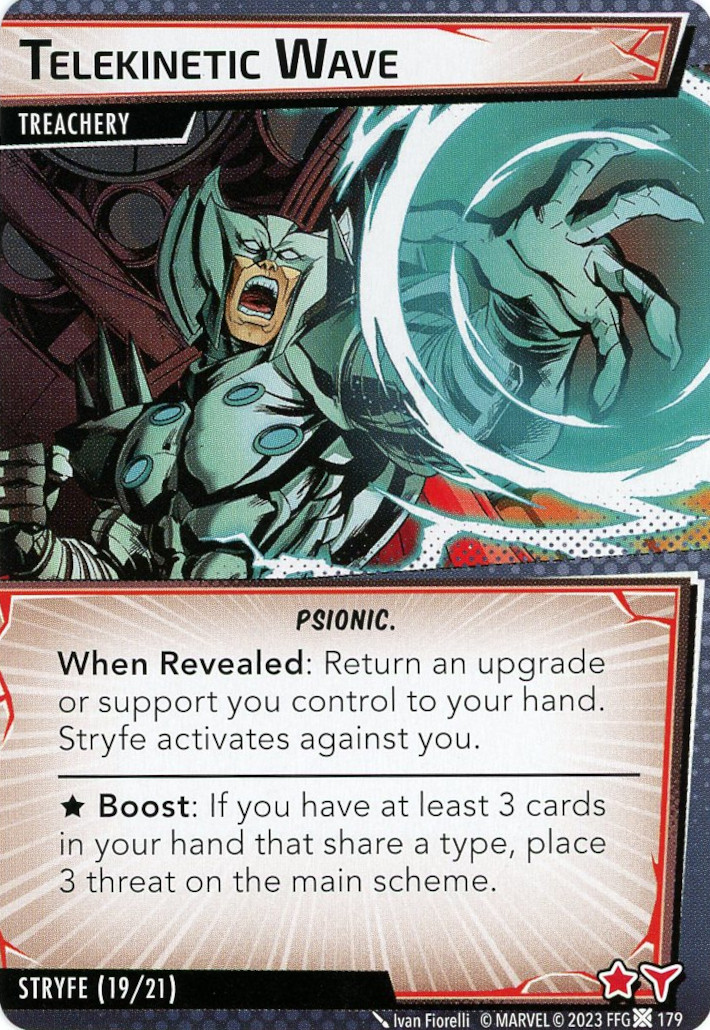 Telekinetic Wave
TREACHERY
PSIONIC.
When Revealed: Return an upgrade
or support you control to your hand.
Stryfe activates against you.
★ Boost: If you have at least 3 cards
in your hand that share a type, place
3 threat on the main scheme.
STRYFE (19/21)
Ivan Fiorelli © MARVEL © 2023 FFG 179